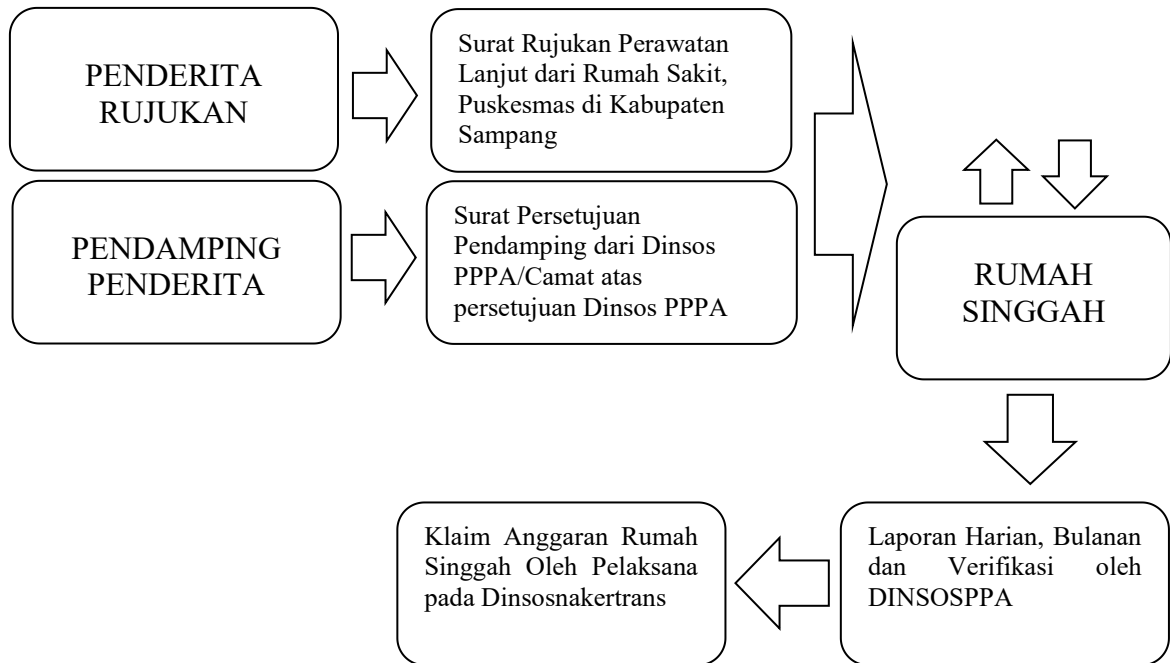 PENDERITA
RUJUKAN
Surat Rujukan Perawatan
Lanjut dari Rumah Sakit,
Puskesmas di Kabupaten
Sampang
PENDAMPING
PENDERITA
Surat Persetujuan
Pendamping dari Dinsos
PPPA/Camat atas
persetujuan Dinsos PPPA
RUMAH
SINGGAH
Laporan Harian, Bulanan
dan Verifikasi oleh
DINSOSPPA
Klaim Anggaran Rumah
Singgah Oleh Pelaksana
pada Dinsosnakertrans